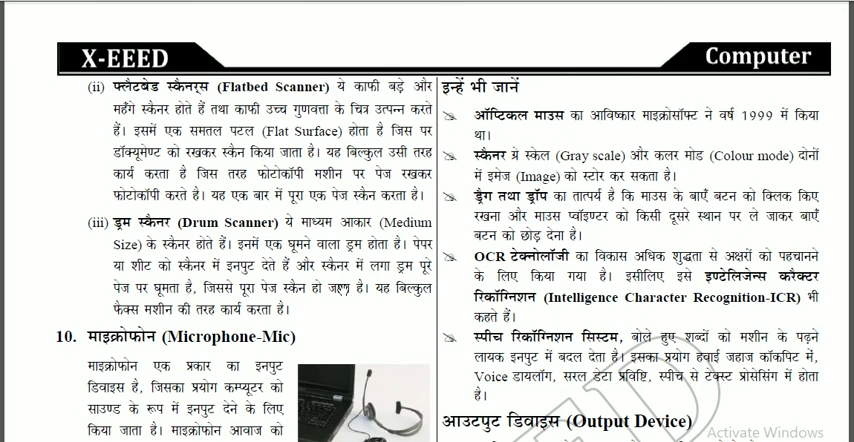 X-EEED
Computer
(ii) फ्लैटबेड स्कैनर्स (Flatbed Scanner) ये काफी बड़े और
महँगे स्कैनर होते हैं तथा काफी उच्च गुणवत्ता के चित्र उत्पन्न करते
हैं। इसमें एक समतल पटल (Flat Surface) होता है जिस पर
डॉक्यूमेण्ट को रखकर स्कैन किया जाता है। यह बिल्कुल उसी तरह
कार्य करता है जिस तरह फोटोकॉपी मशीन पर पेज रखकर
फोटोकॉपी करते है। यह एक बार में पूरा एक पेज स्कैन करता है।
(iii) ड्रम स्कैनर (Drum Scanner) ये माध्यम आकार (Medium
Size) के स्कैनर होते हैं। इनमें एक घूमने वाला ड्रम होता है। पेपर
या शीट को स्कैनर में इनपुट देते हैं और स्कैनर में लगा ड्रम पूरे
पेज पर घूमता है, जिससे पूरा पेज स्कैन हो है। यह बिल्कुल
फैक्स मशीन की तरह कार्य करता है।
10. माइक्रोफोन (Microphone-Mic)
माइक्रोफोन एक प्रकार का इनपुट
डिवाइस है, जिसका प्रयोग कम्प्यूटर को
साउण्ड के रूप में इनपुट देने के लिए
किया जाता है। माइक्रोफोन आवाज को
इन्हें भी जानें
ऑप्टिकल माउस का आविष्कार माइक्रोसॉफ्ट ने वर्ष 1999 में किया
था।
स्कैनर ग्रे स्केल (Gray scale) और कलर मोड (Colour mode) दोनों
में इमेज (Image) को स्टोर कर सकता है।
ड्रैग तथा ड्रॉप का तात्पर्य है कि माउस के बाएँ बटन को क्लिक किए
रखना और माउस प्वॉइण्टर को किसी दूसरे स्थान पर ले जाकर बाएँ
बटन को छोड़ देना है।
OCR टेक्नोलॉजी का विकास अधिक शुद्धता से अक्षरों को पहचानने
के लिए किया गया है। इसीलिए इसे इण्टेलिजेन्स करैक्टर
रिकॉग्निशन (Intelligence Character Recognition-ICR) भी
कहते हैं।
स्पीच रिकॉग्निशन सिस्टम, बोले हुए शब्दों को मशीन के पढ़ने
लायक इनपुट में बदल देता है। इसका प्रयोग हवाई जहाज कॉकपिट में,
Voice डायलॉग, सरल डेटा प्रविष्टि, स्पीच से टेक्स्ट प्रोसेसिंग में होता
है।
आउटपुट डिवाइस (Output Device)
Activate Windows